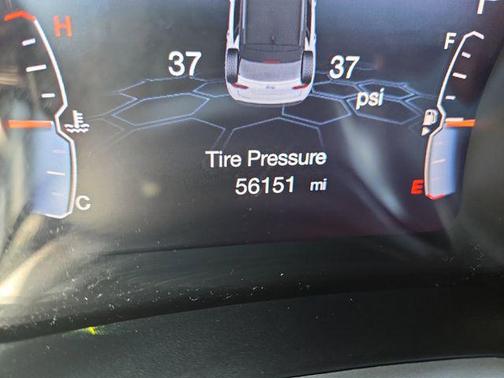 H F
37 37
psi
Tire Pressure
56151 mi
C E